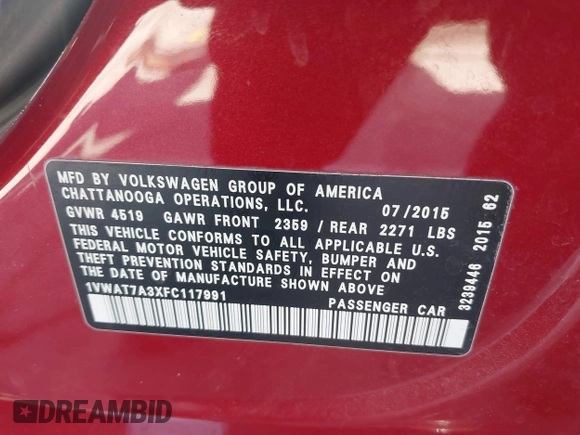 MFD BY VOLKSWAGEN GROUP OF AMERICA
CHATTANOOGA OPERATIONS, LLC. 07/2015
GVWR 4519 GAWR FRONT 2359 / REAR 2271 LBS
THIS VEHICLE CONFORMS TO ALL APPLICABLE U.S.
FEDERAL MOTOR VEHICLE SAFETY, BUMPER AND
THEFT PREVENTION STANDARDS IN EFFECT ON
THE DATE OF MANUFACTURE SHOWN ABOVE
1VWAT7A3XFC117991 PASSENGER CAR
3239446 2015 62
DREAMBID